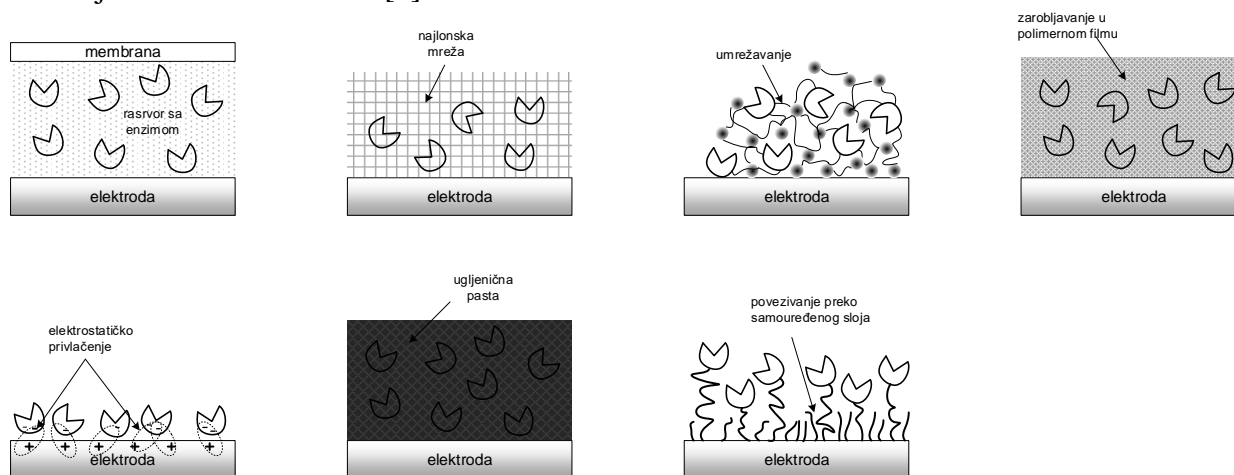 membrana
rasrvor sa
enzimom
elektroda
najlonska
mreža
elektroda
umrežavanje
elektroda
zarobljavanje u
polimernom filmu
elektroda
elektrostatičko
privlačenje
elektroda
ugljenična
pasta
elektroda
povezivanje preko
samouređenog sloja
elektroda